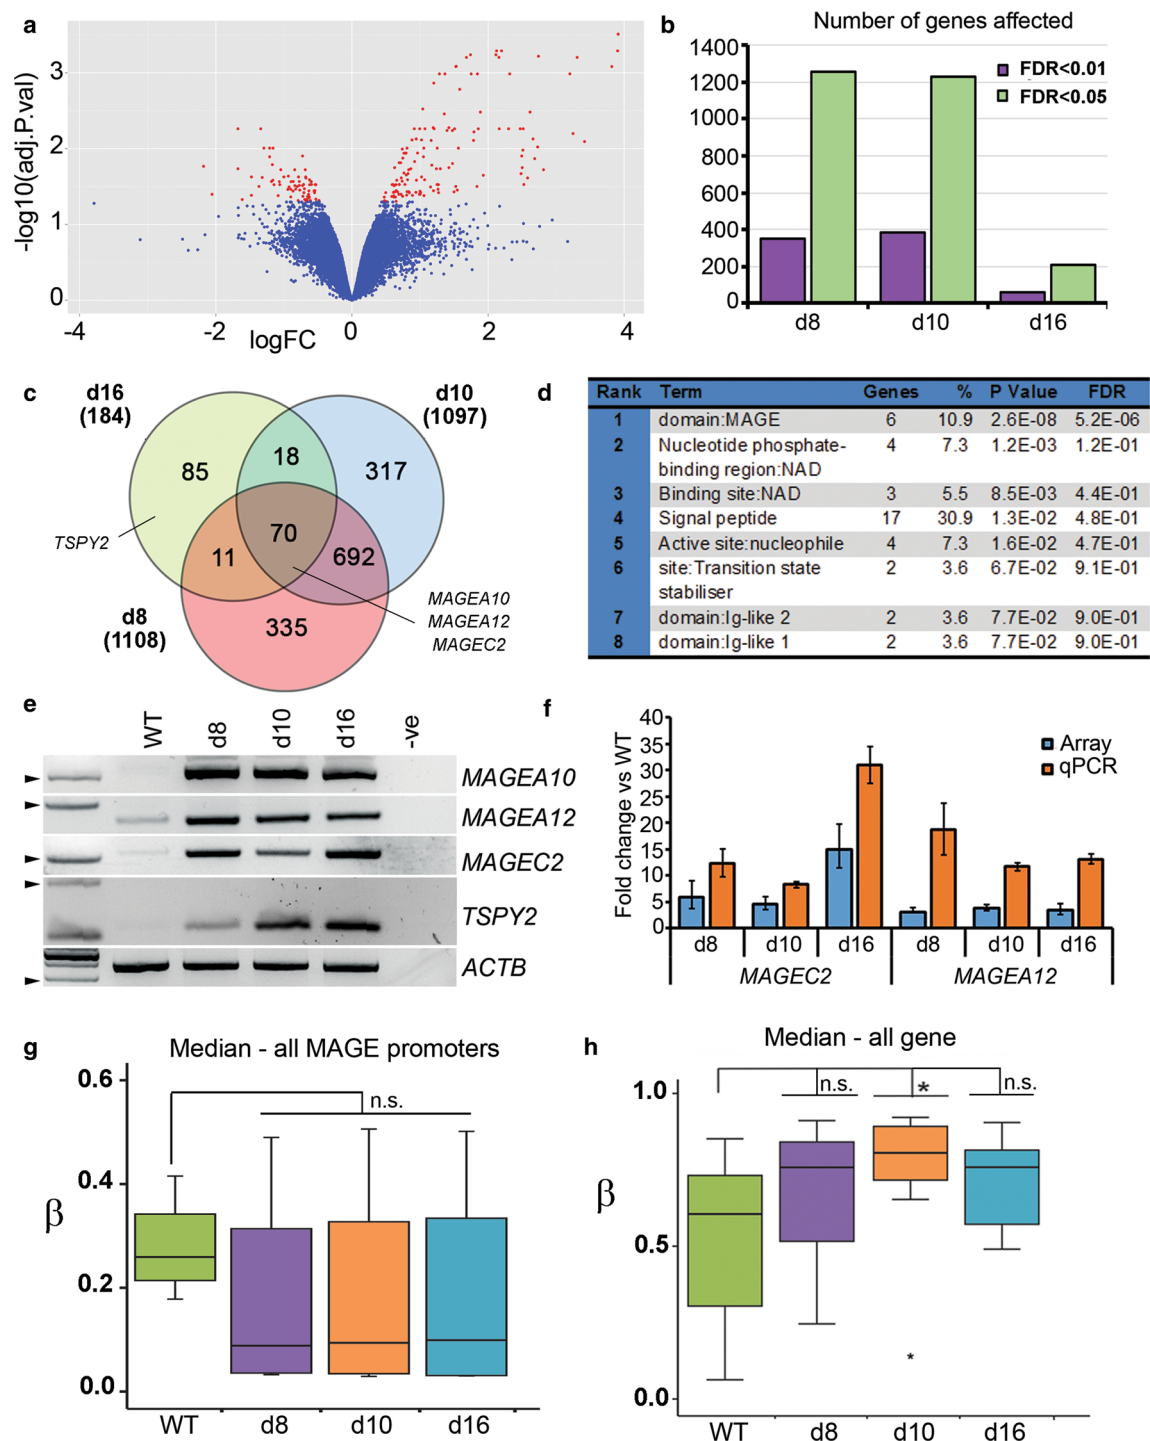 a
-log10(adj.P.val)
3
2
1
0
-4
-2
0
2
4
logFC
b
Number of genes affected
1400
1200
1000
800
600
400
200
0
FDR<0.01
FDR<0.05
d8
d10
d16
c
d16
(184)
d10
(1097)
85
18
317
TSPY2
70
11
692
MAGEA10
MAGEA12
MAGEC2
d8
(1108)
335
d
Rank Term Genes % P Value FDR
1 domain:MAGE 6 10.9 2.6E-08 5.2E-06
2 Nucleotide phosphate- 4 7.3 1.2E-03 1.2E-01
binding region:NAD
3 Binding site:NAD 3 5.5 8.5E-03 4.4E-01
4 Signal peptide 17 30.9 1.3E-02 4.8E-01
5 Active site:nucleophile 4 7.3 1.6E-02 4.7E-01
6 site:Transition state 2 3.6 6.7E-02 9.1E-01
stabiliser
7 domain:Ig-like 2 2 3.6 7.7E-02 9.0E-01
8 domain:Ig-like 1 2 3.6 7.7E-02 9.0E-01
e
WT
d8
d10
d16
-ve
MAGEA10
MAGEA12
MAGEC2
TSPY2
ACTB
f
Fold change vs WT
40
35
30
25
20
15
10
5
0
Array
qPCR
d8
d10
d16
d8
d10
d16
MAGEC2
MAGEA12
g
Median - all MAGE promoters
0.6
0.4
0.2
0.0
β
n.s.
WT
d8
d10
d16
h
Median - all gene
1.0
0.5
0.0
β
n.s.
*
n.s.
*
WT
d8
d10
d16